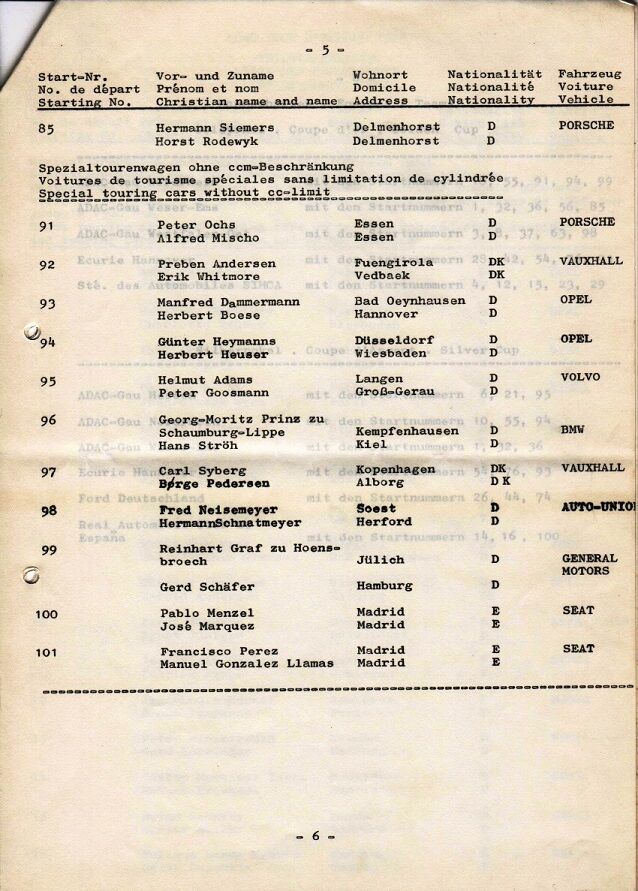 - 5 -
Start-Nr. Vor- und Zuname Wohnort Nationalität Fahrzeug
No. de départ Prénom et nom Domicile Nationalité Voiture
Starting No. Christian name and name Address Nationality Vehicle
85 Hermann Siemers Delmenhorst D PORSCHE
Horst Rodewyk Delmenhorst D
Spezialtourenwagen ohne ccm-Beschränkung
Voitures de tourisme spéciales sans limitation de cylindrée
Special touring cars without cc-limit
91 Peter Ochs Essen D PORSCHE
Alfred Mischo Essen D
92 Preben Andersen Fuengirola DK VAUXHALL
Erik Whitmore Vedbaek DK
93 Manfred Dammermann Bad Oeynhausen D OPEL
Herbert Boese Hannover D
94 Günter Heymanns Düsseldorf D OPEL
Herbert Heuser Wiesbaden D
95 Helmut Adams Langen D VOLVO
Peter Goosmann Groß-Gerau D
96 Georg-Moritz Prinz zu
Schaumburg-Lippe Kempfenhausen D BMW
Hans Ströh Kiel D
97 Carl Syberg Kopenhagen DK VAUXHALL
Børge Pedersen Alborg D K
98 Fred Neisemeyer Soest D AUTO-UNIO
HermannSchnatmeyer Herford D
99 Reinhart Graf zu Hoens-
broech Jülich D GENERAL
MOTORS
Gerd Schäfer Hamburg D
100 Pablo Menzel Madrid E SEAT
José Marquez Madrid E
101 Francisco Perez Madrid E SEAT
Manuel Gonzalez Llamas Madrid E
- 6 -